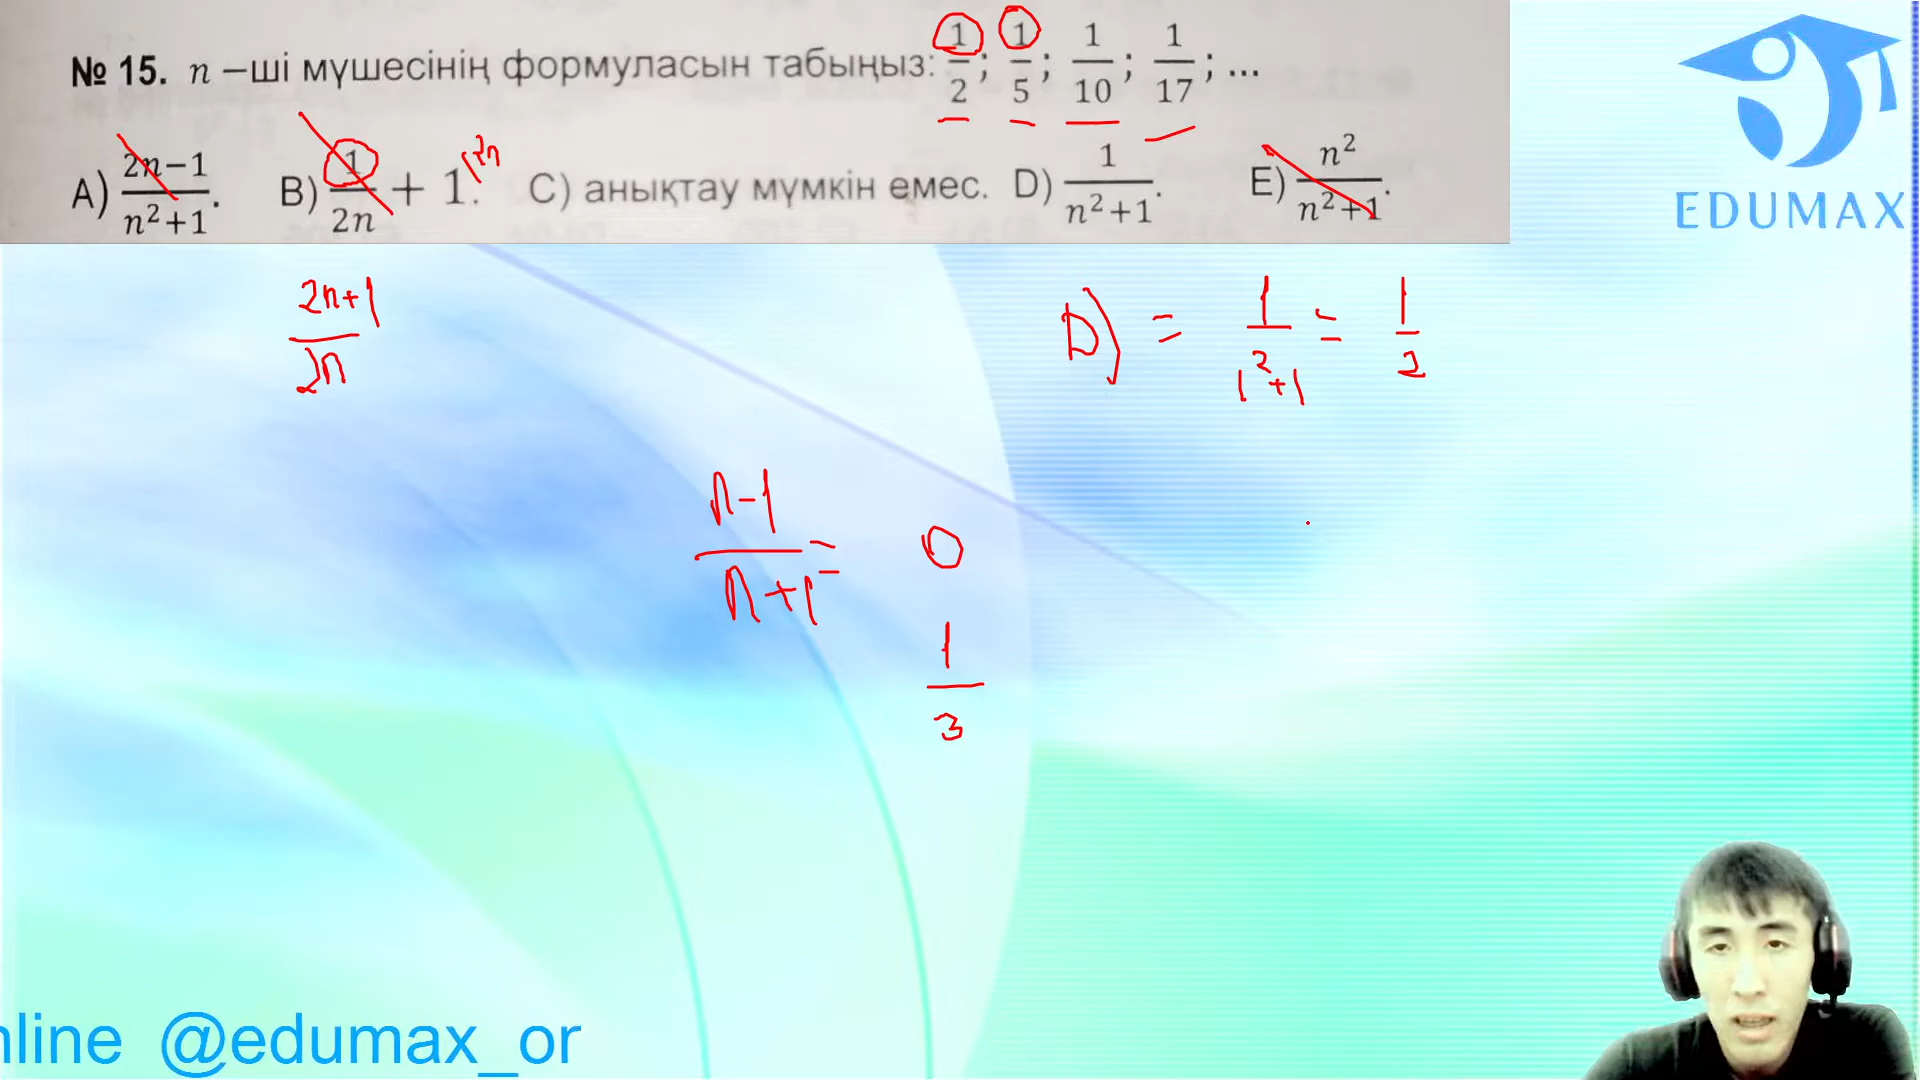 № 15. n –ші мүшесінің формуласын табыңыз: 1/2; 1/5; 1/10; 1/17; ...
A) 2n−1/n²+1. B) 1/2n + 1. C) анықтау мүмкін емес. D) 1/n²+1. E) n²/n²+1.
EDUMAX
2n+1/2n
D) = 1/1²+1 = 1/2
n-1/n+1 = 0
1/3
nline @edumax_or